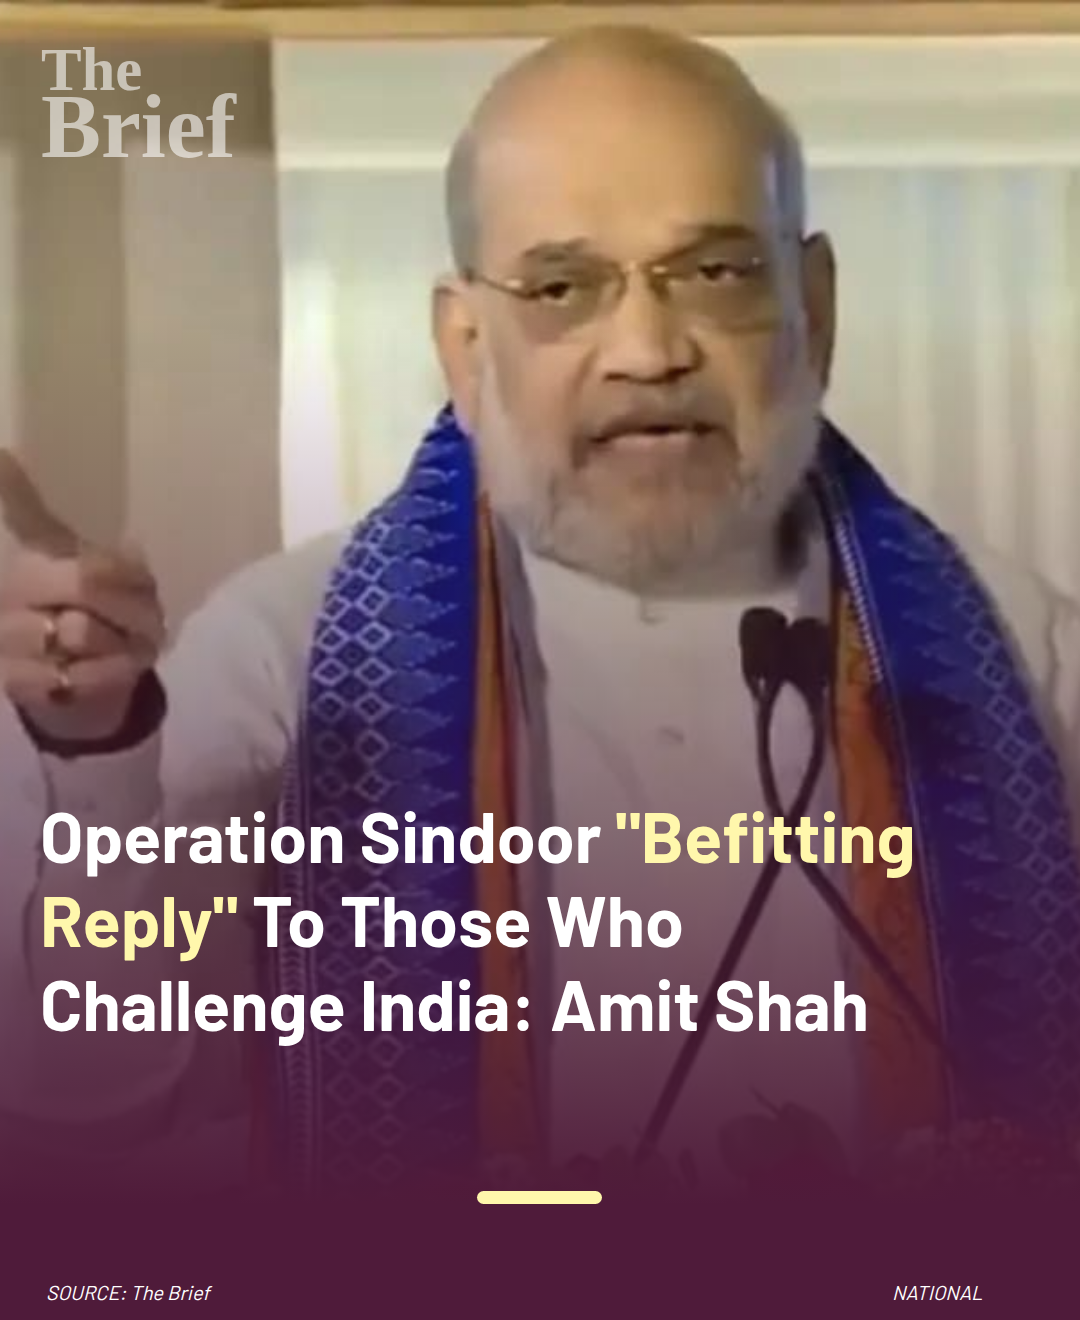 The
Brief
Operation Sindoor "Befitting
Reply" To Those Who
Challenge India: Amit Shah
SOURCE: The Brief
NATIONAL